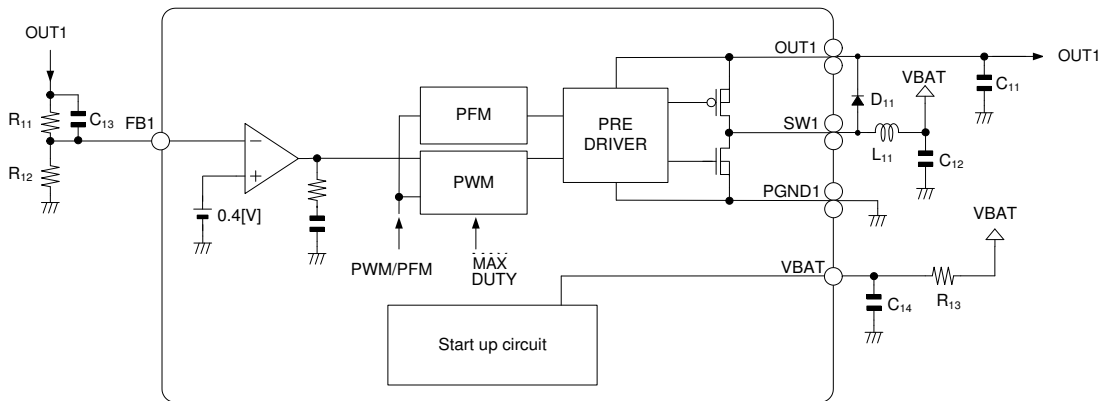 OUT1
R11
C13
FB1
R12
0.4[V]
−
+
PFM
PWM
PRE
DRIVER
PWM/PFM
MAX
DUTY
Start up circuit
OUT1
SW1
PGND1
VBAT
D11
VBAT
L11
C11
C12
OUT1
VBAT
C14
R13